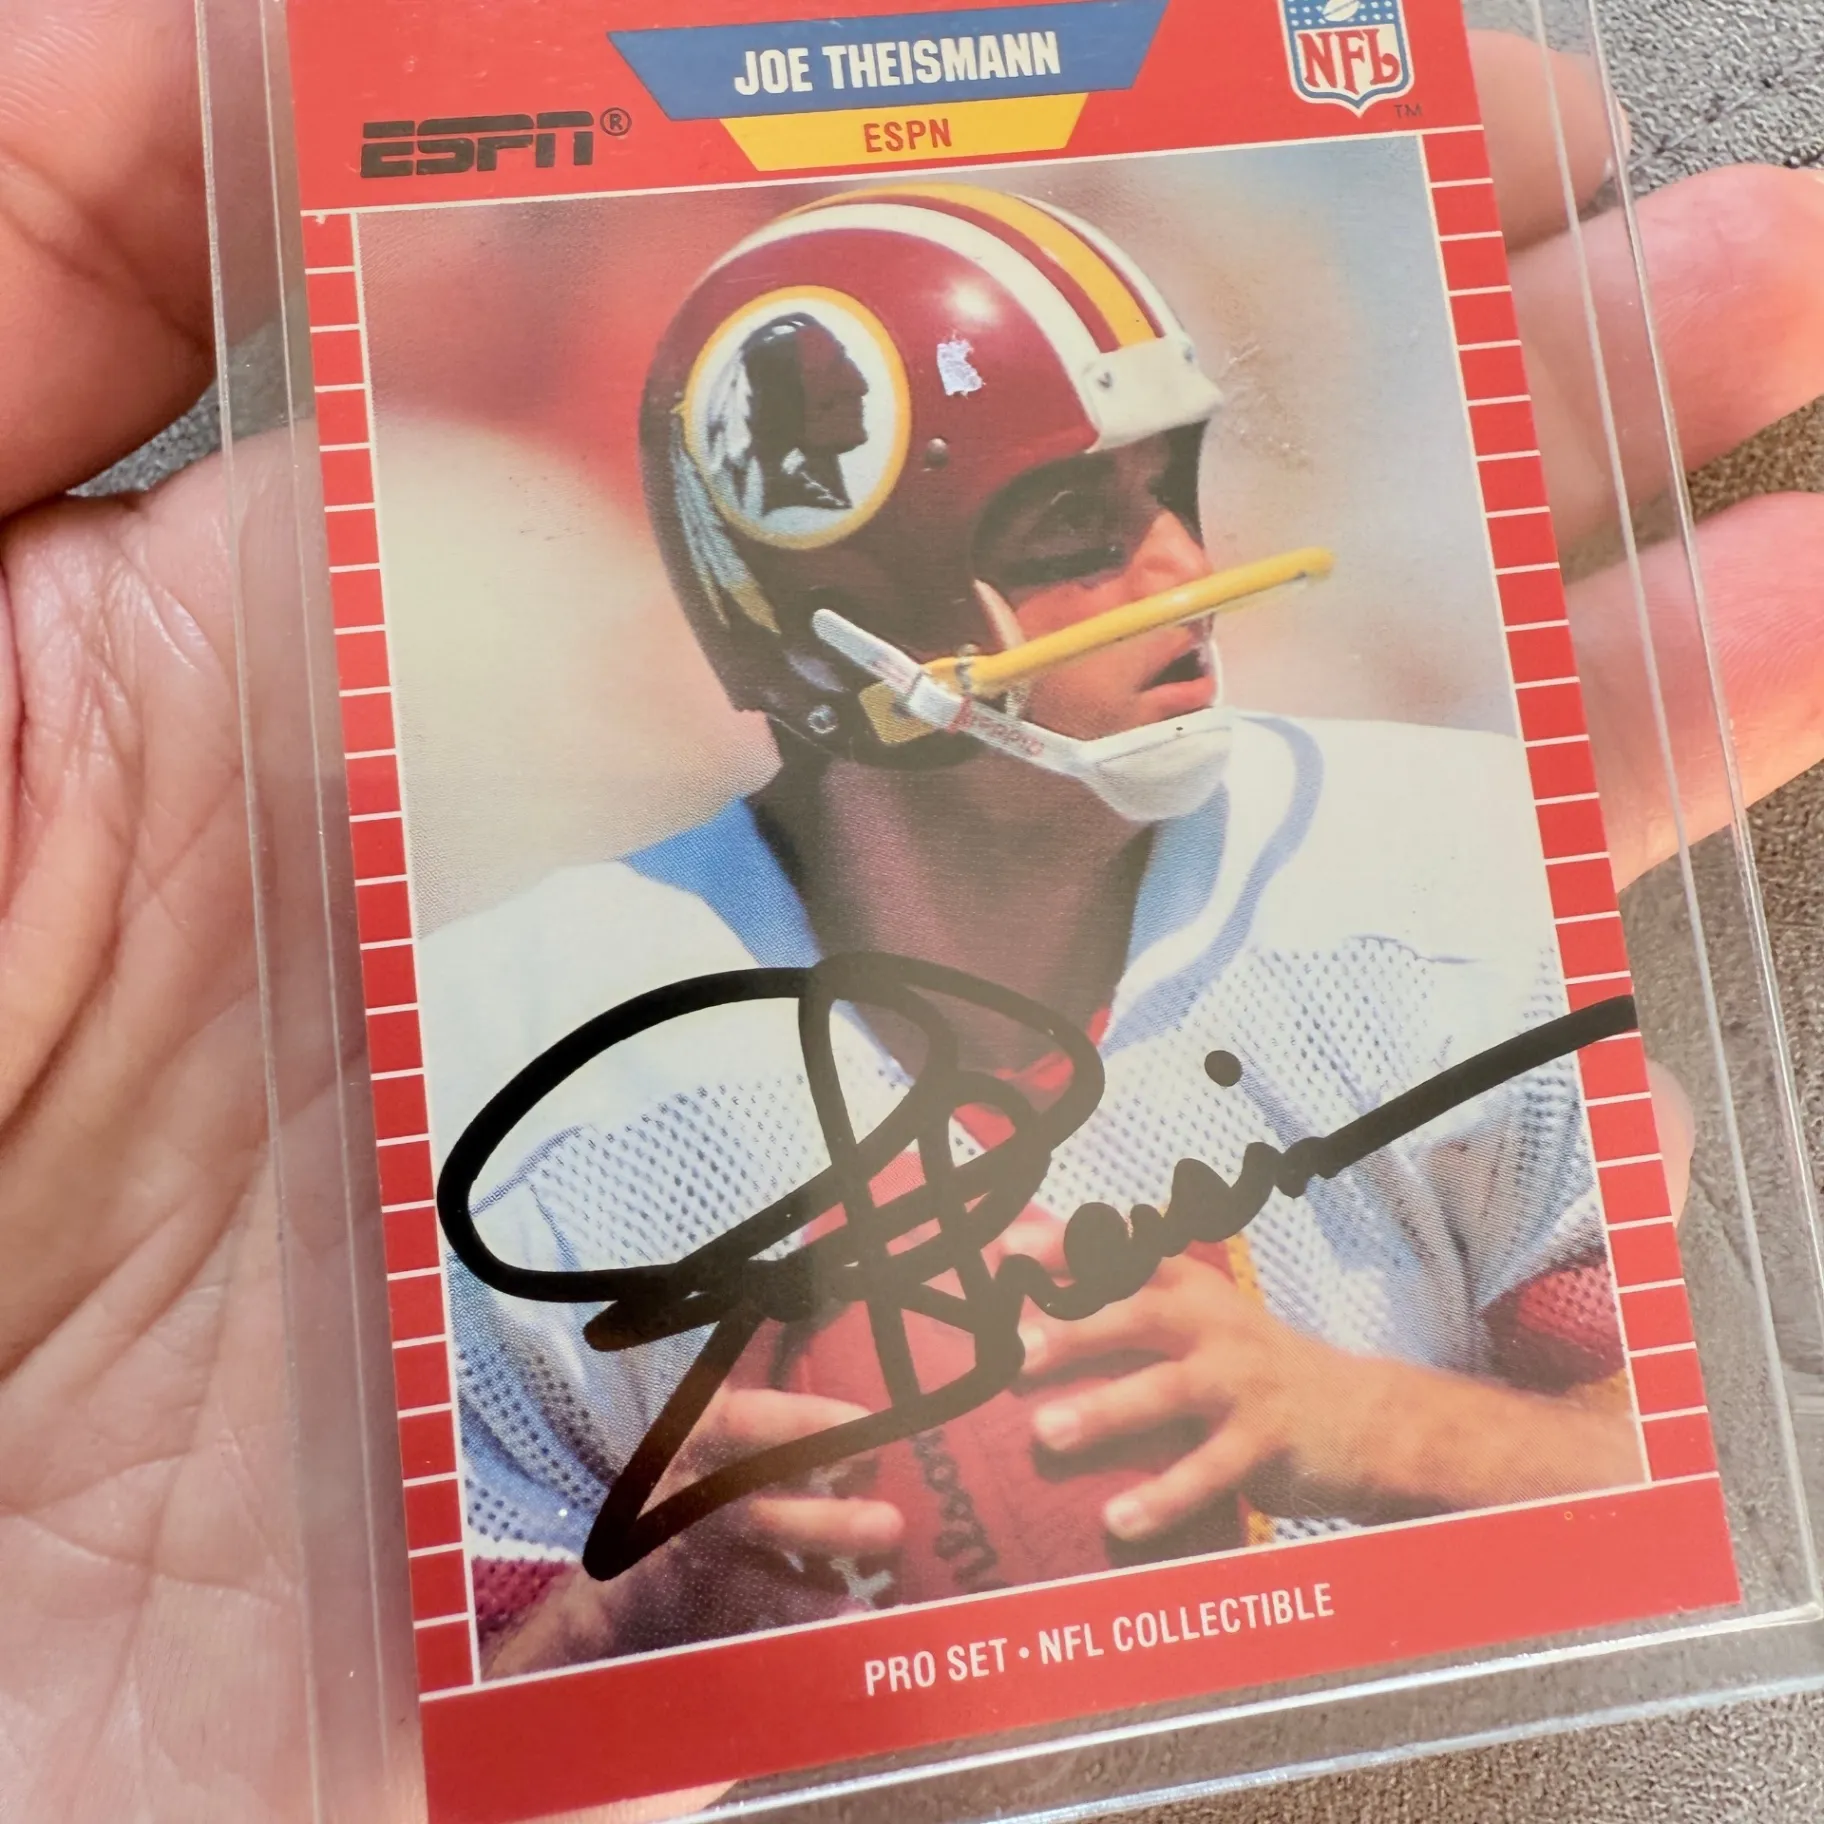 JOE THEISMANN
NFL
TM
ESPN®
ESPN
PRO SET • NFL COLLECTIBLE